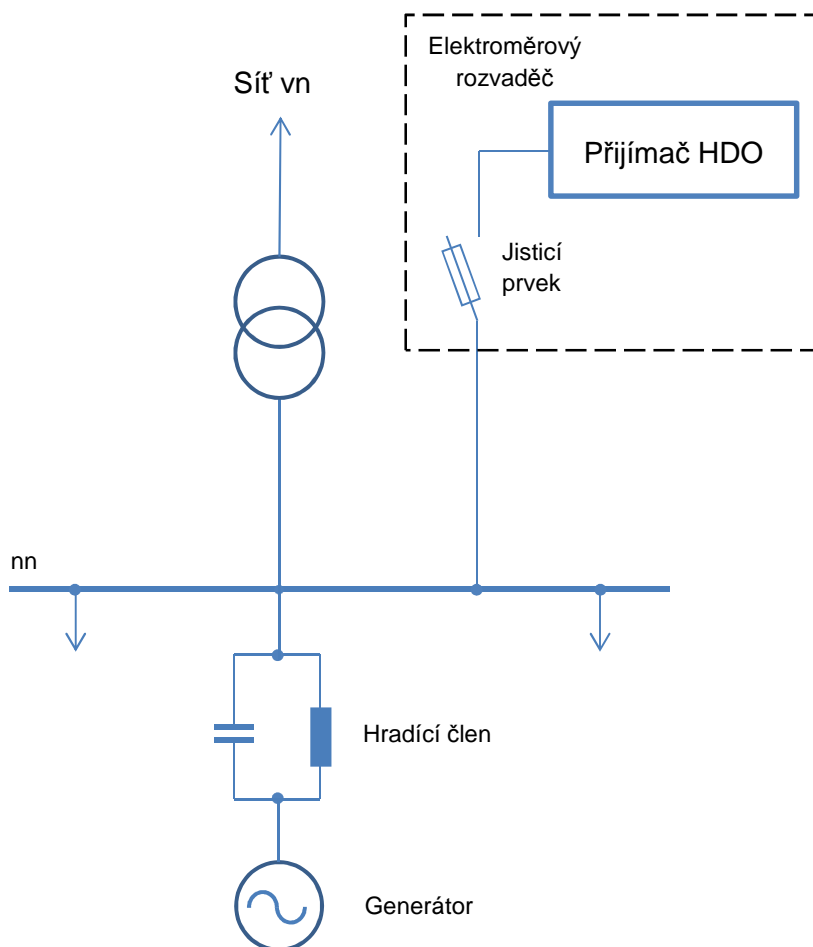 Elektroměrový
rozvaděč
Síť vn
Přijímač HDO
Jisticí
prvek
nn
Hradící člen
Generátor